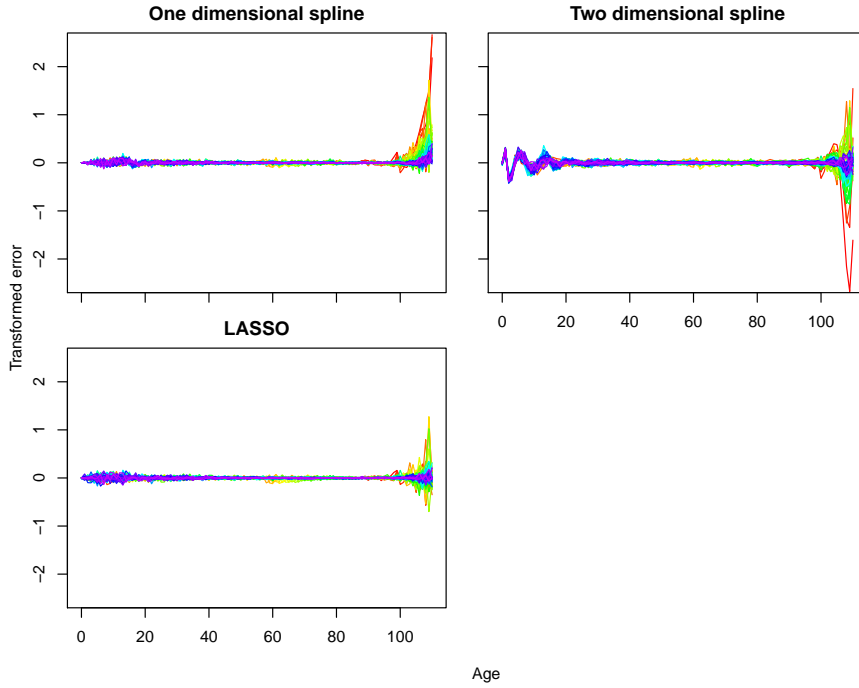 One dimensional spline
Two dimensional spline
2
1
0
−1
−2
0 20 40 60 80 100
LASSO
2
1
0
−1
−2
0 20 40 60 80 100
Transformed error
Age